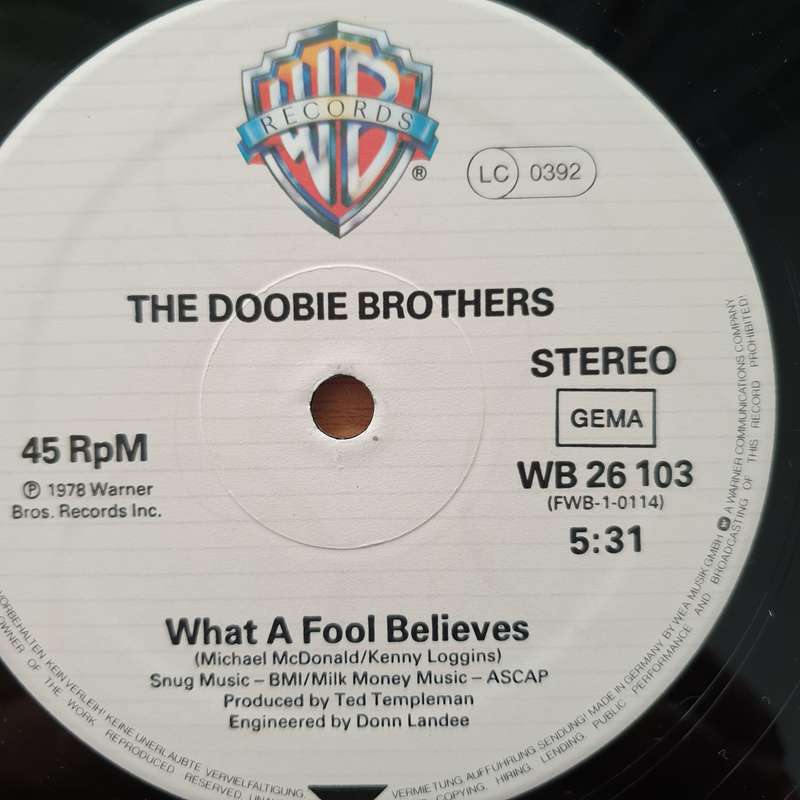 WB
RECORDS
®
LC 0392
THE DOOBIE BROTHERS
STEREO
GEMA
45 RpM
WB 26 103
℗ 1978 Warner
(FWB-1-0114)
Bros. Records Inc.
5:31
What A Fool Believes
(Michael McDonald/Kenny Loggins)
Snug Music – BMI/Milk Money Music – ASCAP
Produced by Ted Templeman
Engineered by Donn Landee
VORBEHALTEN KEIN VERLEIH! KEINE UNERLAUBTE VERVIELFÄLTIGUNG, VERMIETUNG, AUFFÜHRUNG, SENDUNG! MADE IN GERMANY BY WEA MUSIK GMBH A WARNER COMMUNICATIONS COMPANY
OWNER OF THE WORK REPRODUCED RESERVED. COPYING, HIRING, LENDING, PUBLIC PERFORMANCE AND BROADCASTING OF THIS RECORD PROHIBITED!